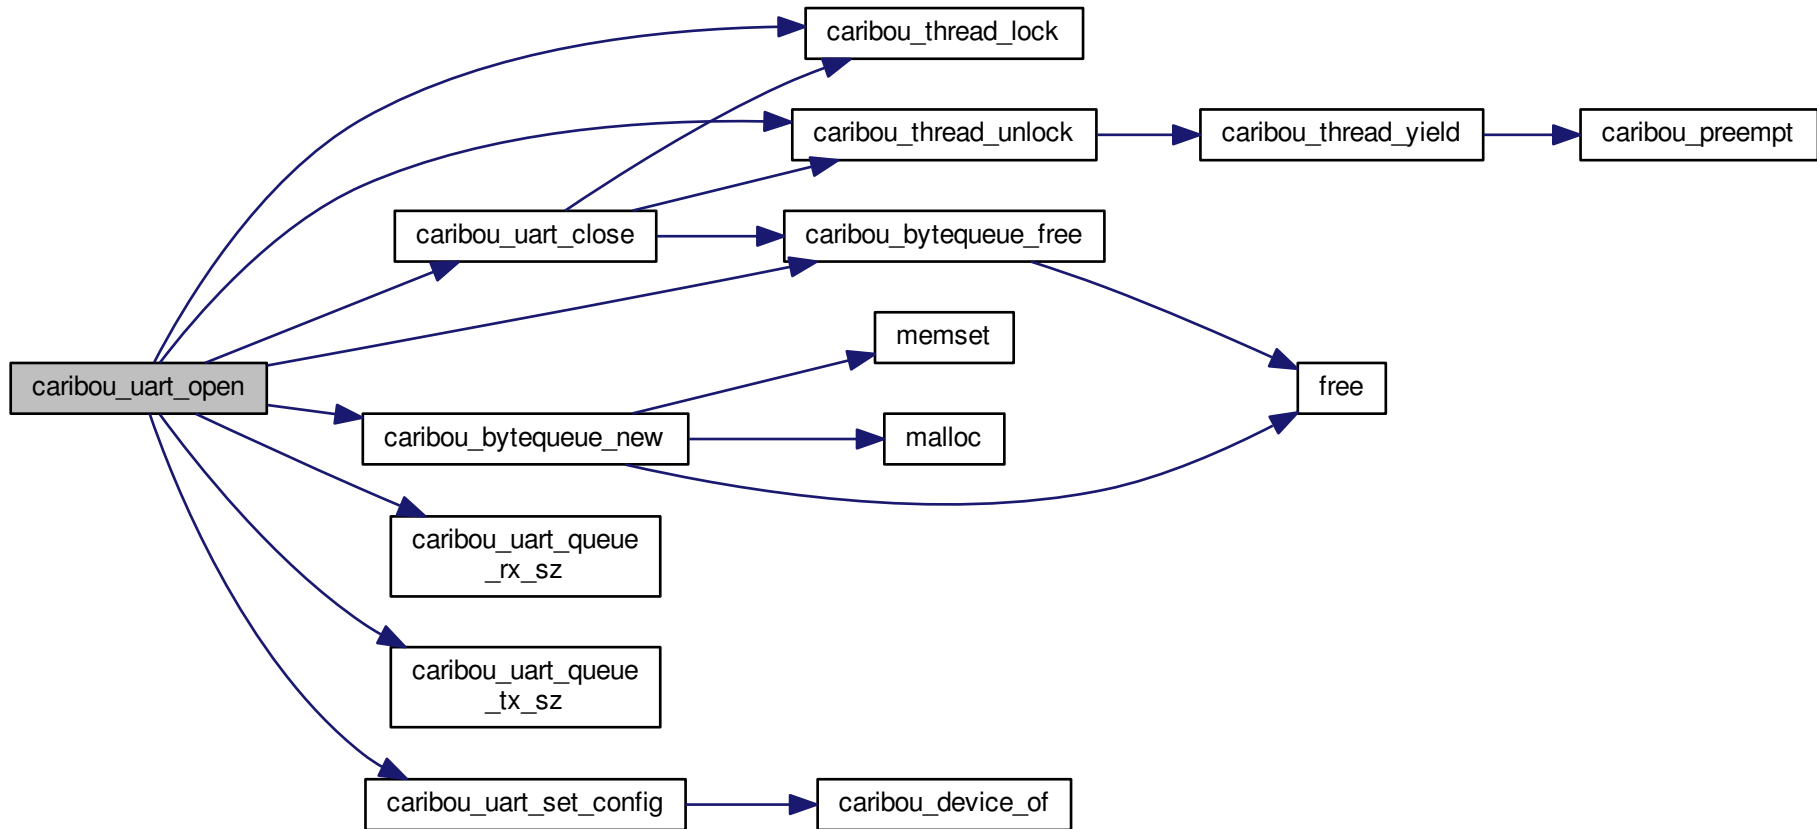 caribou_thread_lock
caribou_thread_unlock
caribou_thread_yield
caribou_preempt
caribou_uart_close
caribou_bytequeue_free
memset
caribou_uart_open
free
caribou_bytequeue_new
malloc
caribou_uart_queue
_rx_sz
caribou_uart_queue
_tx_sz
caribou_uart_set_config
caribou_device_of